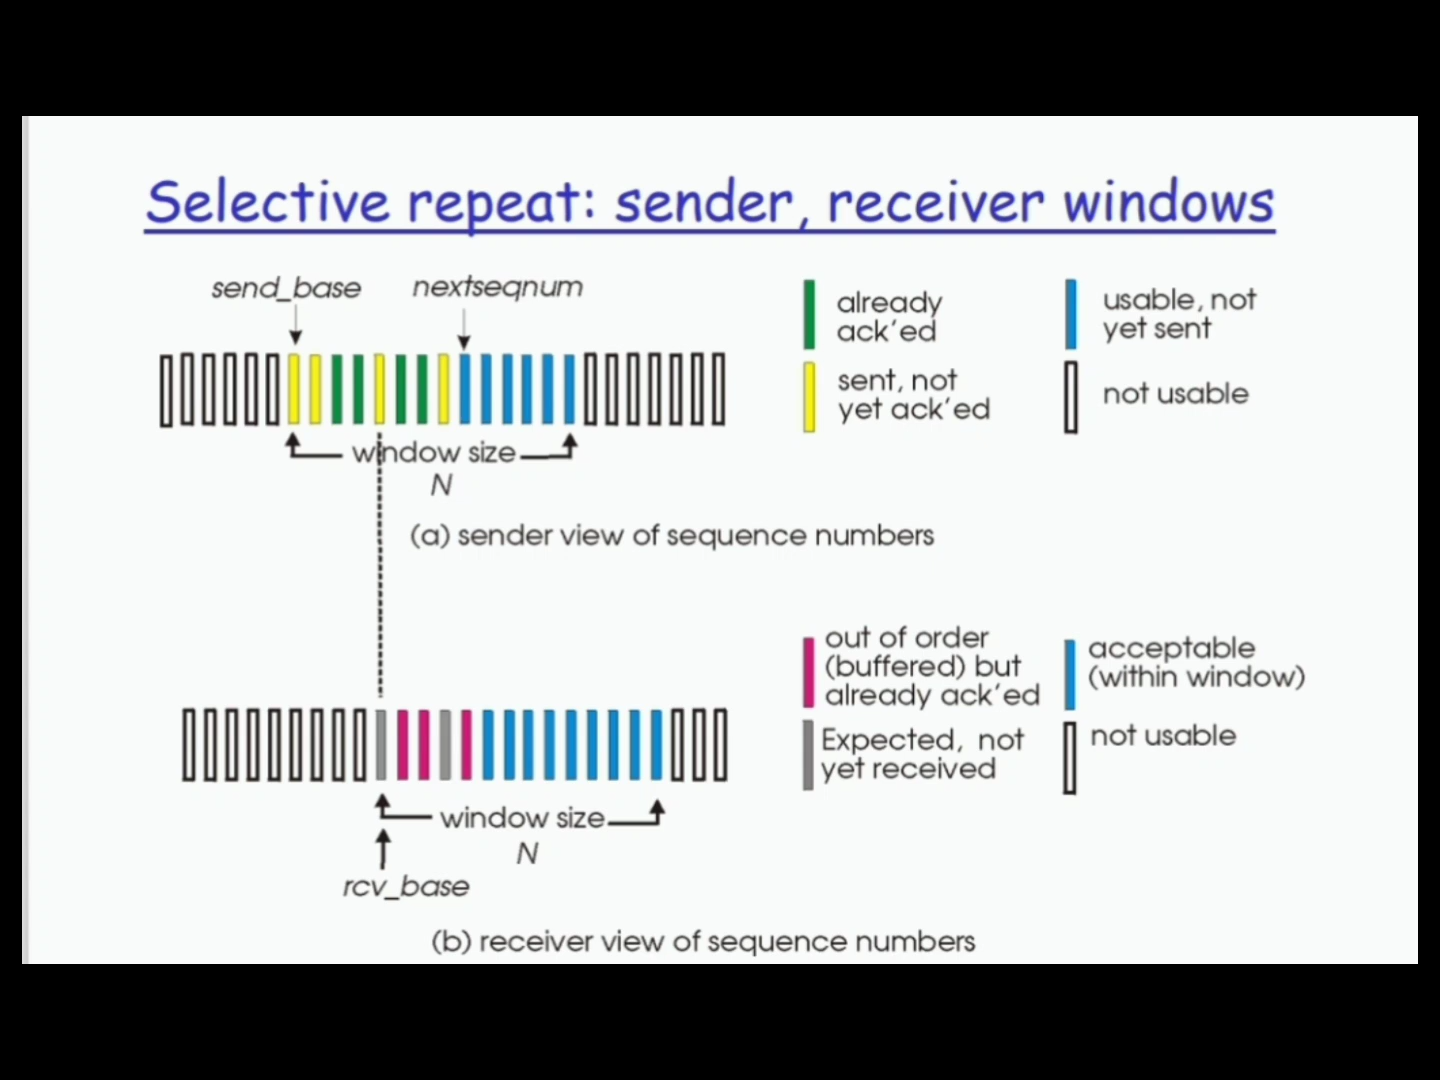 Selective repeat: sender, receiver windows
send_base
nextseqnum
already
ack'ed
usable, not
yet sent
sent, not
yet ack'ed
not usable
window size
N
(a) sender view of sequence numbers
out of order
(buffered) but
already ack'ed
acceptable
(within window)
Expected, not
yet received
not usable
window size
N
rcv_base
(b) receiver view of sequence numbers